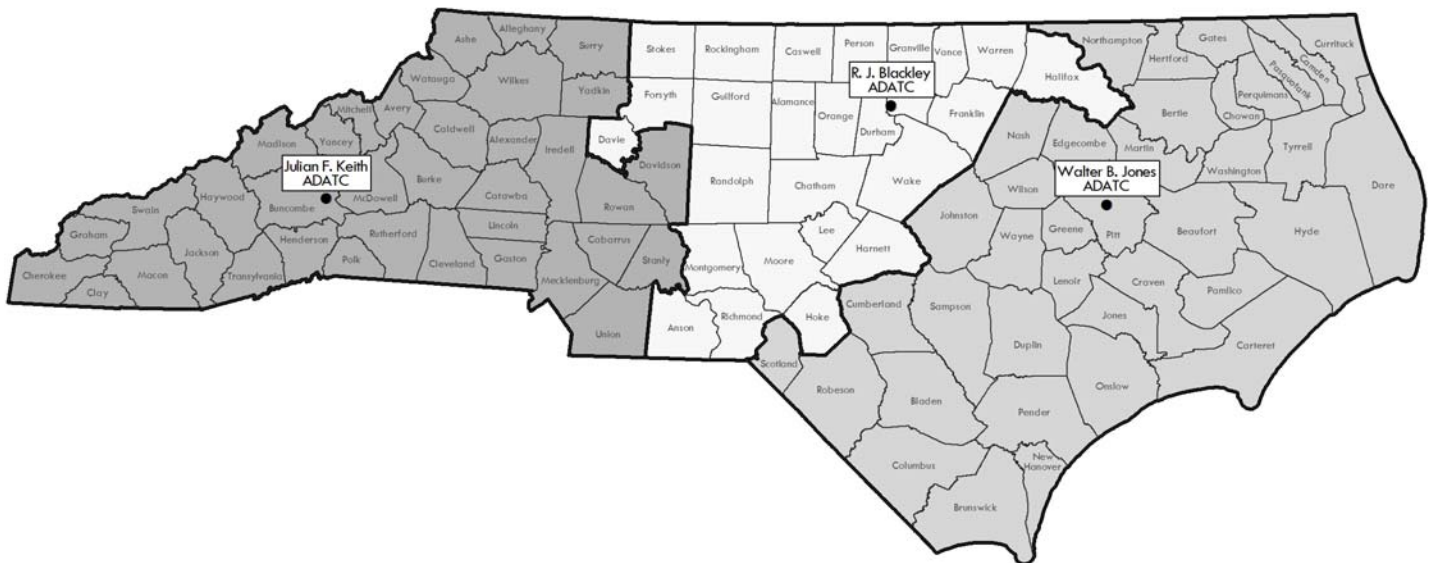 Ashe
Alleghany
Surry
Stokes
Rockingham
Caswell
Person
Granville
Vance
Warren
Northampton
Gates
Currituck
Camden
Pasquotank
Hertford
Halifax
Watauga
Wilkes
Yadkin
Forsyth
Guilford
Alamance
Orange
R. J. Blackley
ADATC
Durham
Franklin
Perquimans
Chowan
Bertie
Mitchell
Avery
Caldwell
Alexander
Iredell
Davie
Davidson
Nash
Edgecombe
Martin
Washington
Tyrrell
Dare
Madison
Yancey
Julian F. Keith
ADATC
McDowell
Burke
Catawba
Rowan
Randolph
Chatham
Wake
Wilson
Walter B. Jones
ADATC
Haywood
Buncombe
Swain
Graham
Jackson
Henderson
Rutherford
Lincoln
Cabarrus
Stanly
Lee
Harnett
Johnston
Wayne
Greene
Pitt
Beaufort
Hyde
Cherokee
Clay
Macon
Transylvania
Polk
Cleveland
Gaston
Mecklenburg
Montgomery
Moore
Lenoir
Craven
Pamlico
Union
Anson
Richmond
Hoke
Cumberland
Sampson
Jones
Duplin
Carteret
Scotland
Robeson
Bladen
Pender
Onslow
Columbus
New
Hanover
Brunswick